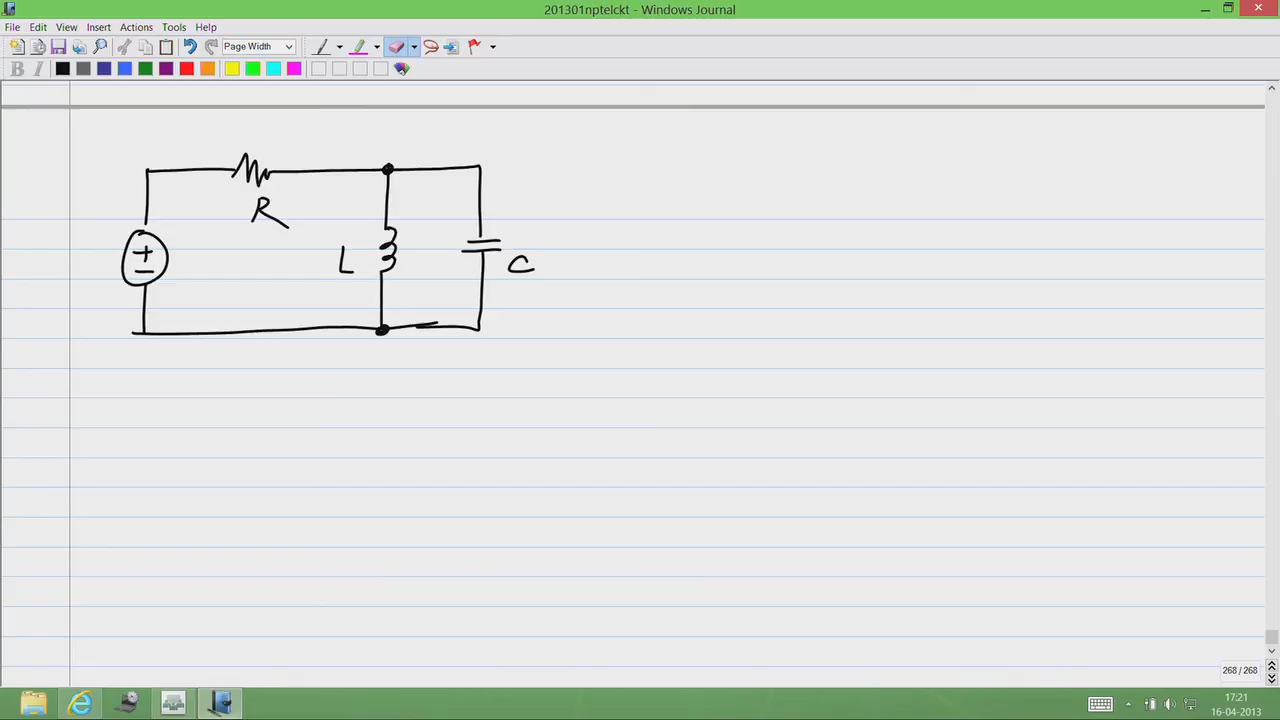 201301nptelckt - Windows Journal
File Edit View Insert Actions Tools Help
Page Width
B I
R
+
L
C
268 / 268
17:21
16-04-2013